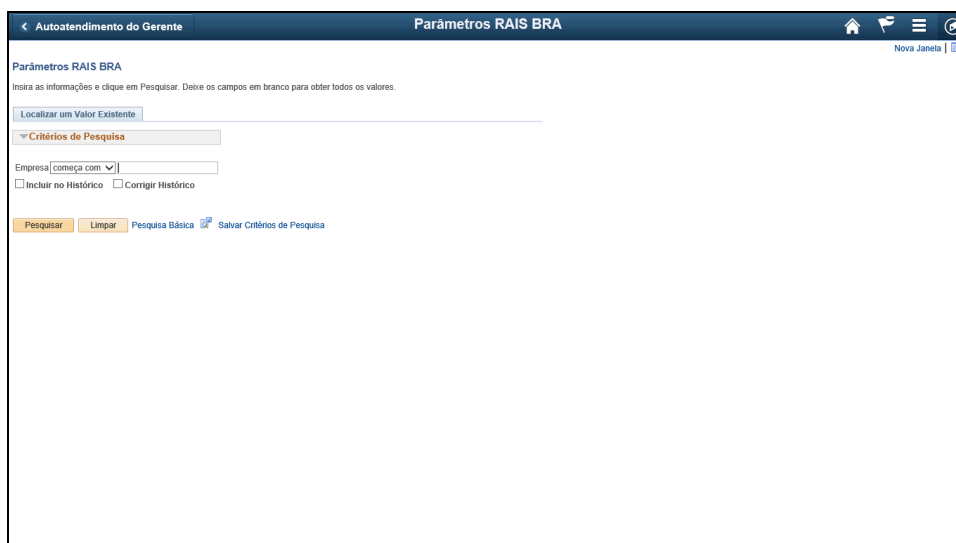 Autoatendimento do Gerente
Parâmetros RAIS BRA
Nova Janela |
Parâmetros RAIS BRA
Insira as informações e clique em Pesquisar. Deixe os campos em branco para obter todos os valores.
Localizar um Valor Existente
Critérios de Pesquisa
Empresa começa com
Incluir no Histórico Corrigir Histórico
Pesquisar Limpar Pesquisa Básica Salvar Critérios de Pesquisa